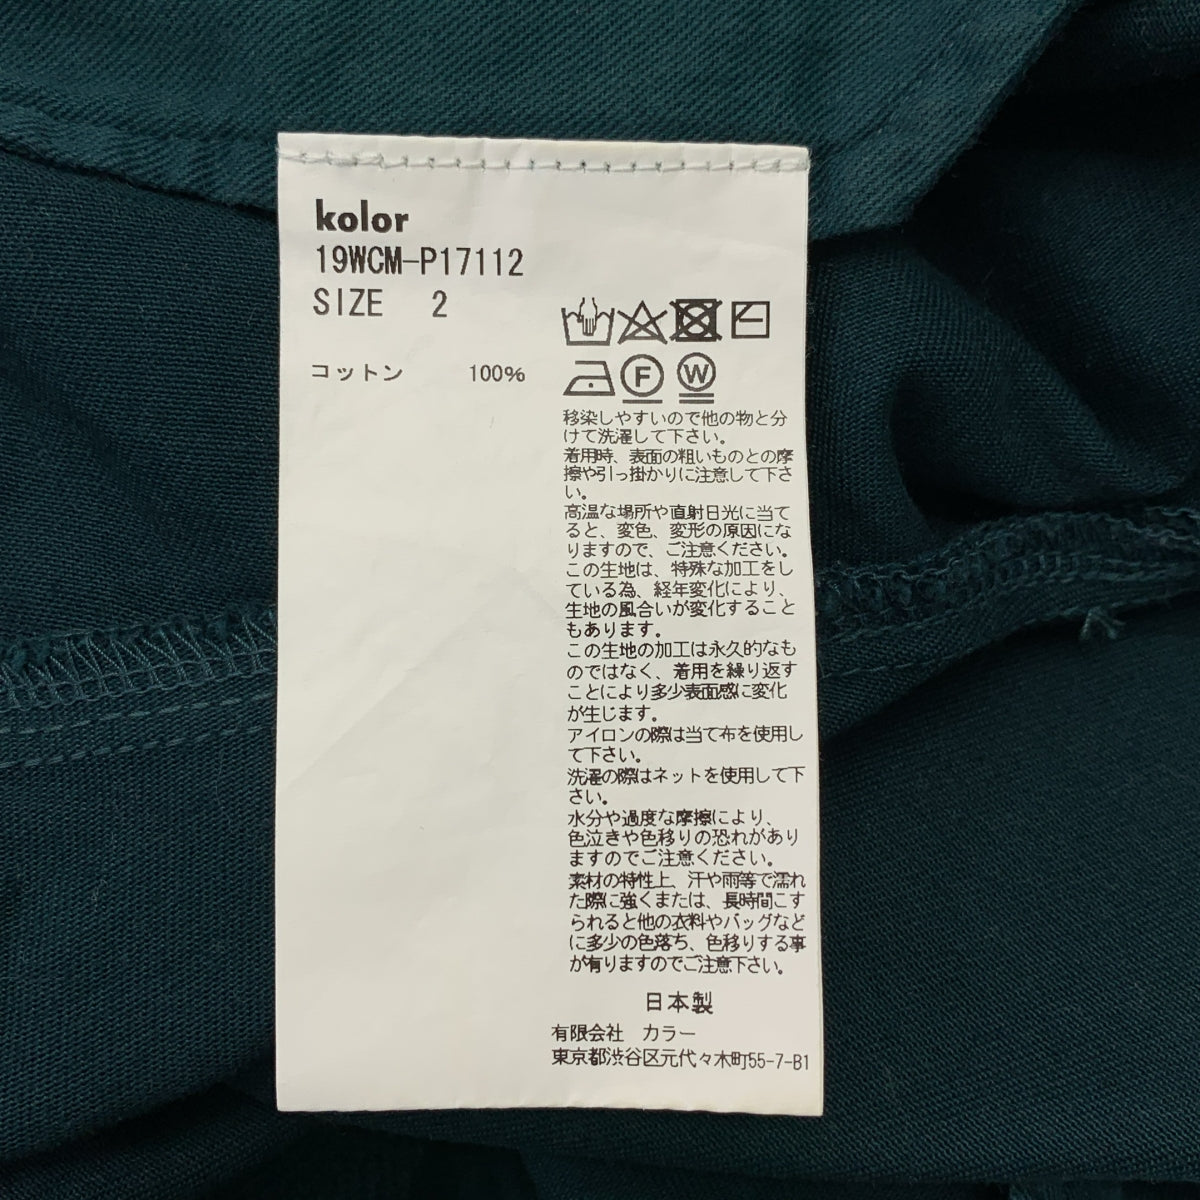 kolor
19WCM-P17112
SIZE 2
コットン 100%
F
W
移染しやすいので他の物と分
けて洗濯して下さい。
着用時、表面の粗いものとの摩
擦や引っ掛かりに注意して下さ
い。
高温な場所や直射日光に当て
ると、変色、変形の原因にな
りますので、ご注意ください。
この生地は、特殊な加工をし
ている為、経年変化により、
生地の風合いが変化すること
もあります。
この生地の加工は永久的なも
のではなく、着用を繰り返す
ことにより多少表面感に変化
が生じます。
アイロンの際は当て布を使用し
て下さい。
洗濯の際はネットを使用して下
さい。
水分や過度な摩擦により、
色泣きや色移りの恐れがあり
ますのでご注意ください。
素材の特性上、汗や雨等で濡れ
た際に強くまたは、長時間こす
られると他の衣料やバッグなど
に多少の色落ち、色移りする事
が有りますのでご注意下さい。
日本製
有限会社 カラー
東京都渋谷区元代々木町55-7-B1